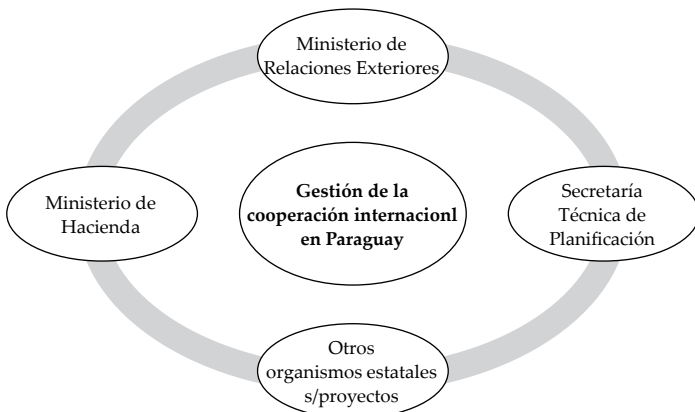 Ministerio de
Relaciones Exteriores
Ministerio de
Hacienda
Gestión de la
cooperación internacionl
en Paraguay
Secretaría
Técnica de
Planificación
Otros
organismos estatales
s/proyectos